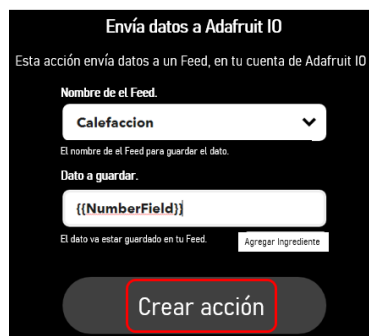 Envía datos a Adafruit IO
Esta acción envía datos a un Feed, en tu cuenta de Adafruit IO
Nombre de el Feed.
Calefaccion
El nombre de el Feed para guardar el dato.
Dato a guardar.
{{NumberField}}
El dato va estar guardado en tu Feed.
Agregar Ingrediente
Crear acción